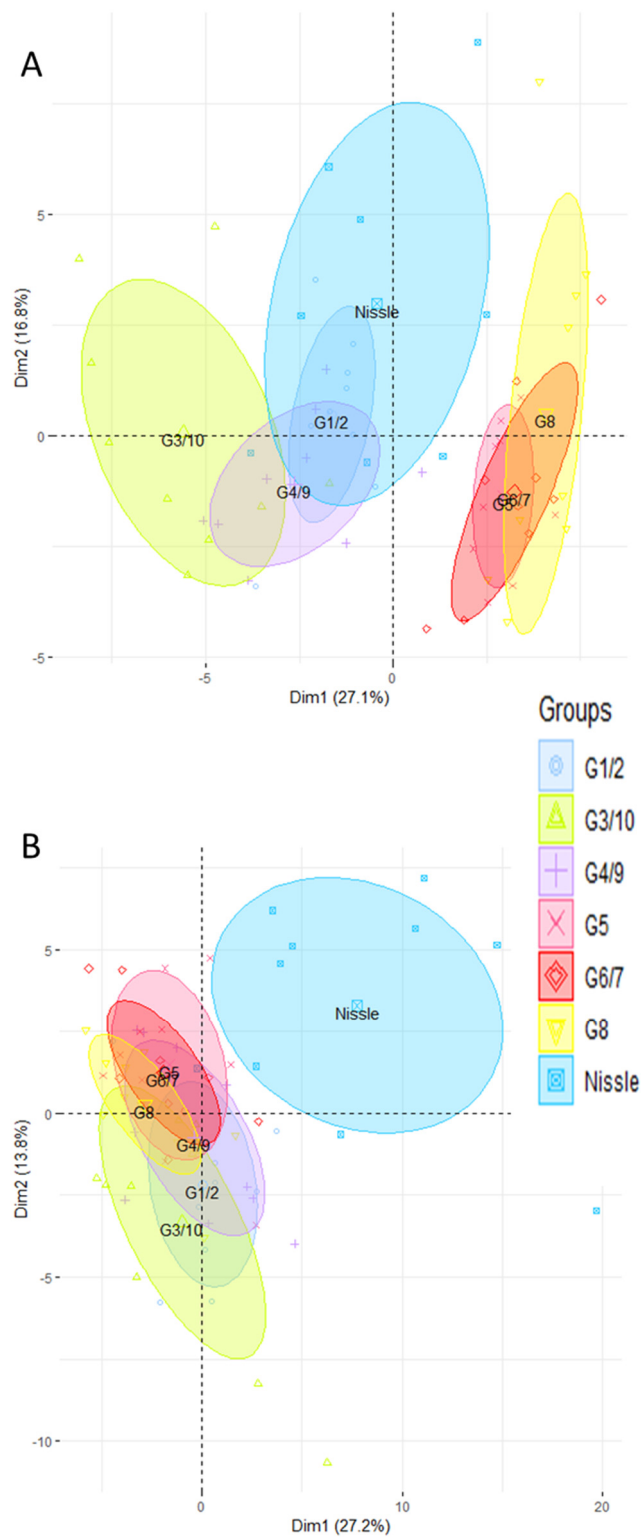 A
5
0
-5
Dim2 (16.8%)
Nissle
G1/2
G3/10
G4/9
G8
G6/7
G5
-5
0
Dim1 (27.1%)
Groups
G1/2
G3/10
G4/9
G5
G6/7
G8
Nissle
B
5
0
-5
-10
Dim2 (13.8%)
Nissle
G5
G6/7
G8
G4/9
G1/2
G3/10
0
10
20
Dim1 (27.2%)